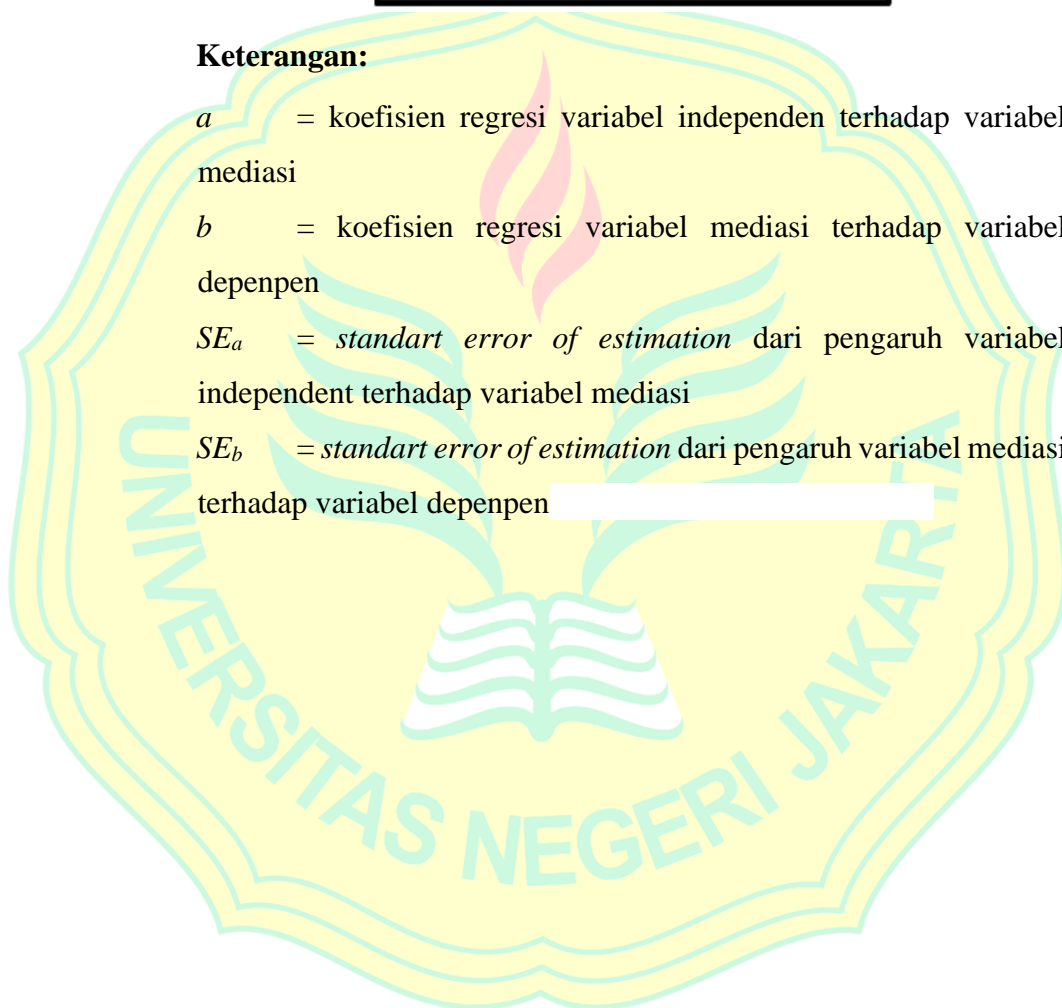 Keterangan:
a = koefisien regresi variabel independen terhadap variabel
mediasi
b = koefisien regresi variabel mediasi terhadap variabel
depenpen
SEa = standart error of estimation dari pengaruh variabel
independent terhadap variabel mediasi
SEb = standart error of estimation dari pengaruh variabel mediasi
terhadap variabel depenpen
UNIVERSITAS NEGERI JAKARTA